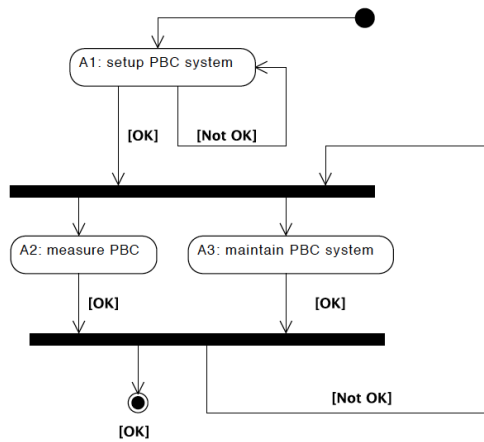 A1: setup PBC system
[OK]
[Not OK]
A2: measure PBC
A3: maintain PBC system
[OK]
[OK]
[Not OK]
[OK]